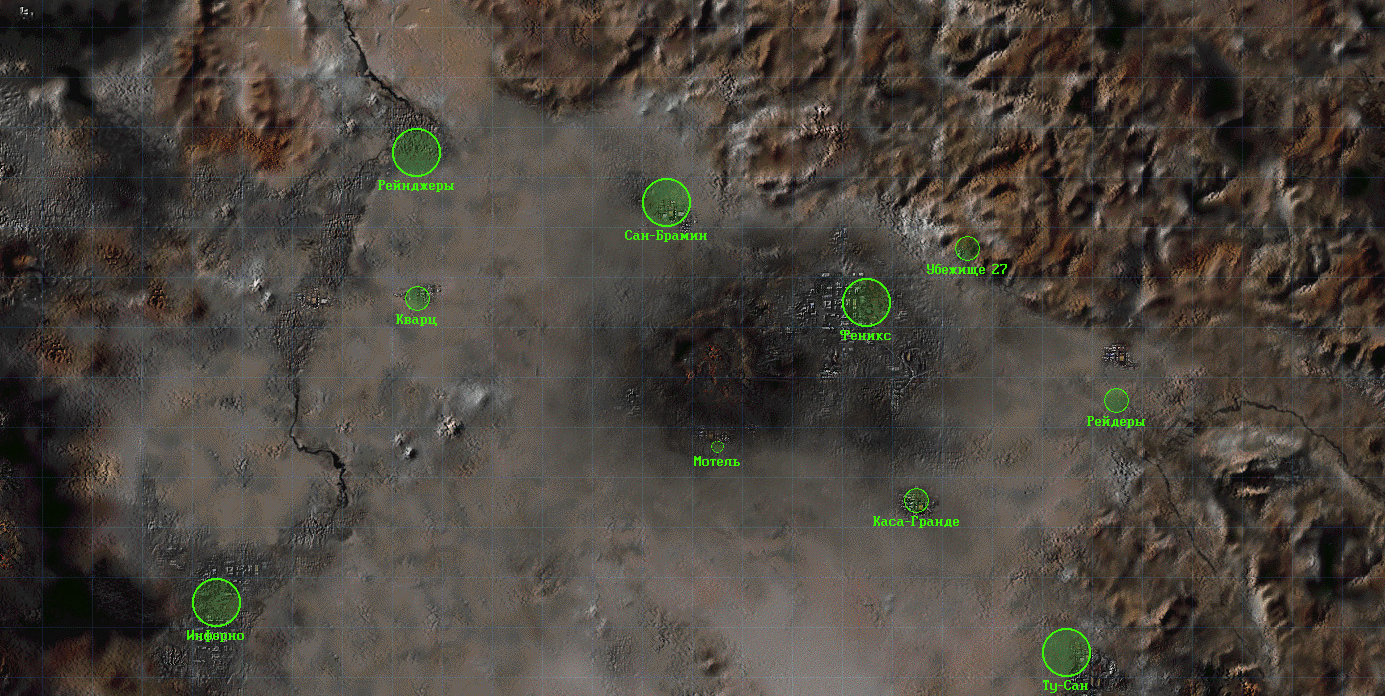 Рейнджеры
Сан-Брамин
Убежище 27
Кварц
Феникс
Рейдеры
Мотель
Каса-Гранде
Инферно
Ту-Сан